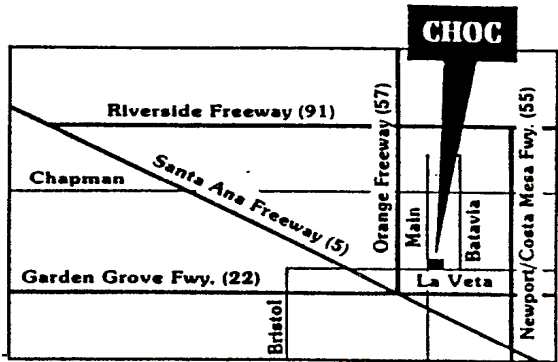 CHOC
Riverside Freeway (91)
Orange Freeway (57)
Newport/Costa Mesa Fwy. (55)
Santa Ana Freeway (5)
Chapman
Main
Batavia
Garden Grove Fwy. (22)
La Veta
Bristol